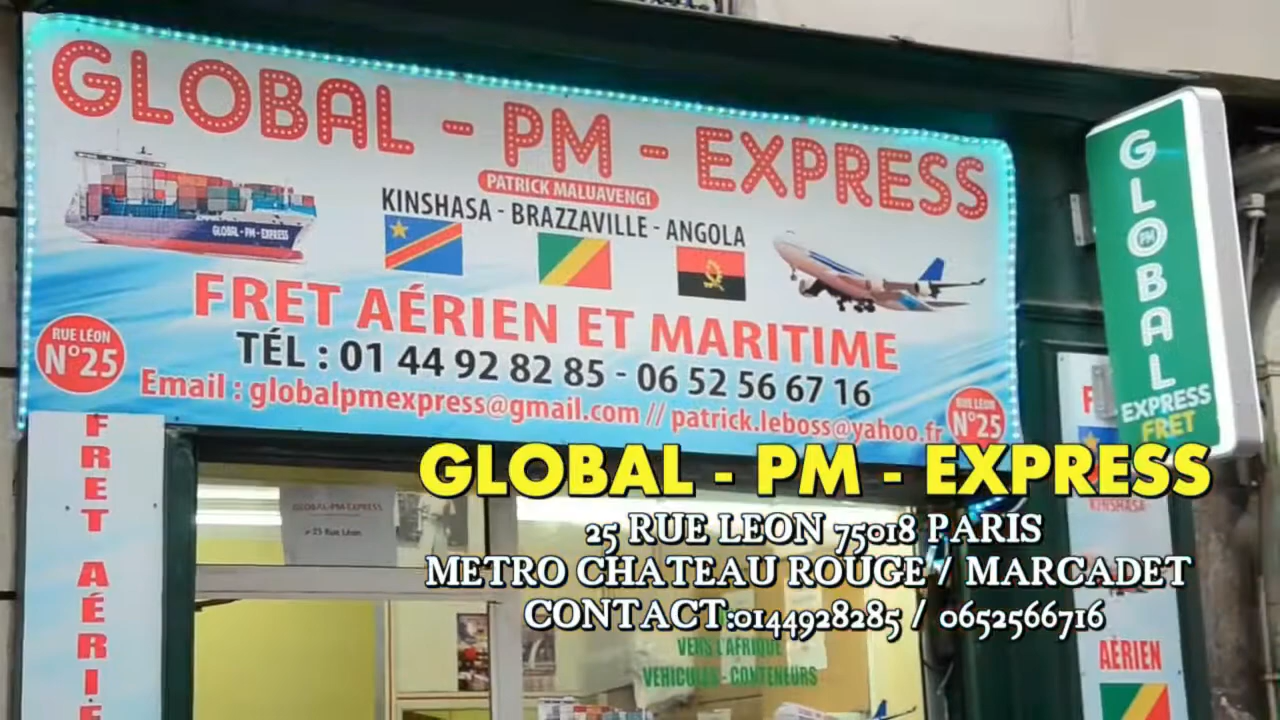 GLOBAL - PM - EXPRESS
PATRICK MALUAVENGI
KINSHASA - BRAZZAVILLE - ANGOLA
GLOBAL - PM - EXPRESS
FRET AÉRIEN ET MARITIME
RUE LÉON
N°25
TÉL : 01 44 92 82 85 - 06 52 56 67 16
Email : globalpmexpress@gmail.com // patrick.leboss@yahoo.fr
RUE LÉON
N°25
GLOBAL
PM
EXPRESS
FRET
FRET AÉRIE
GLOBAL-PM-EXPRESS
25 Rue Léon
GLOBAL - PM - EXPRESS
25 RUE LEON 75018 PARIS
METRO CHATEAU ROUGE / MARCADET
CONTACT:0144928285 / 0652566716
KINSHASA
VERS L'AFRIQUE
VEHICULES - CONTENEURS
AÉRIEN